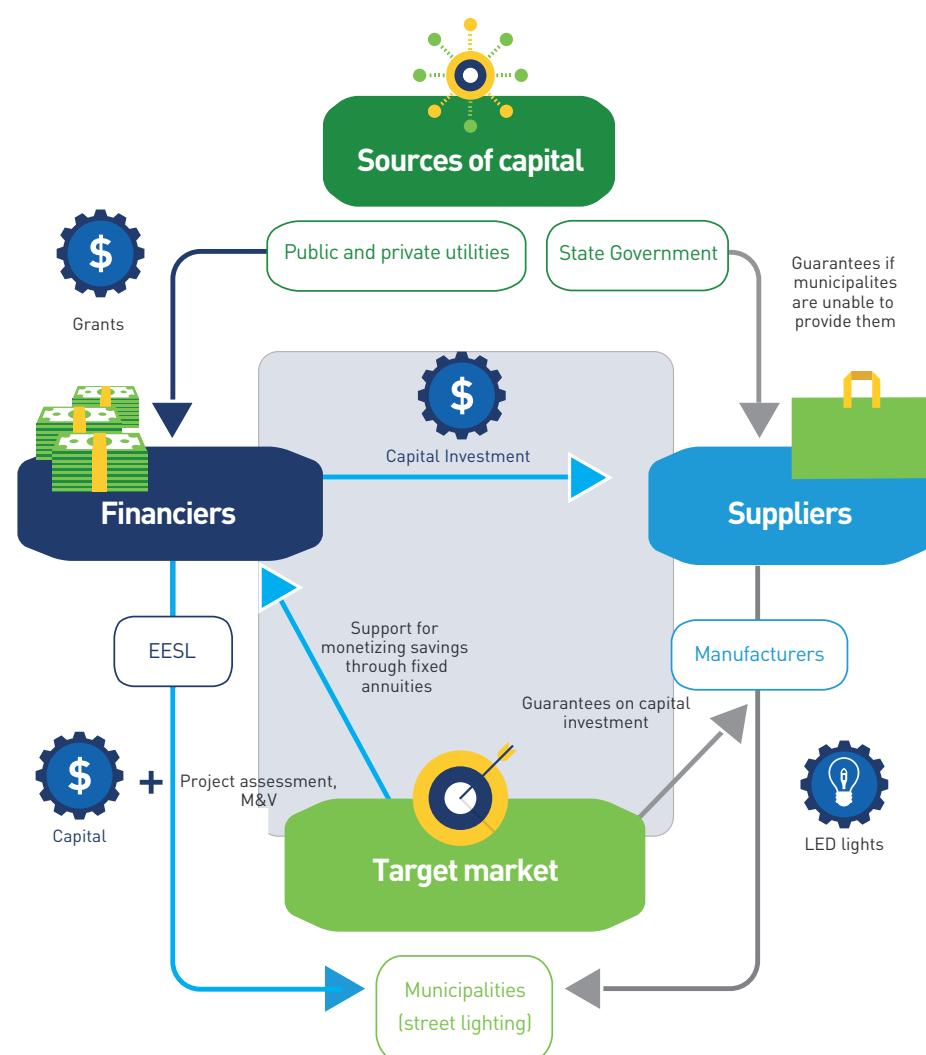 Sources of capital
Public and private utilities
State Government
$
Grants
Guarantees if
municipalites
are unable to
provide them
$
Capital Investment
Financiers
Suppliers
EESL
Support for
monetizing savings
through fixed
annuities
Manufacturers
Guarantees on capital
investment
$
+
Project assessment,
M&V
Capital
LED lights
Target market
Municipalities
(street lighting)